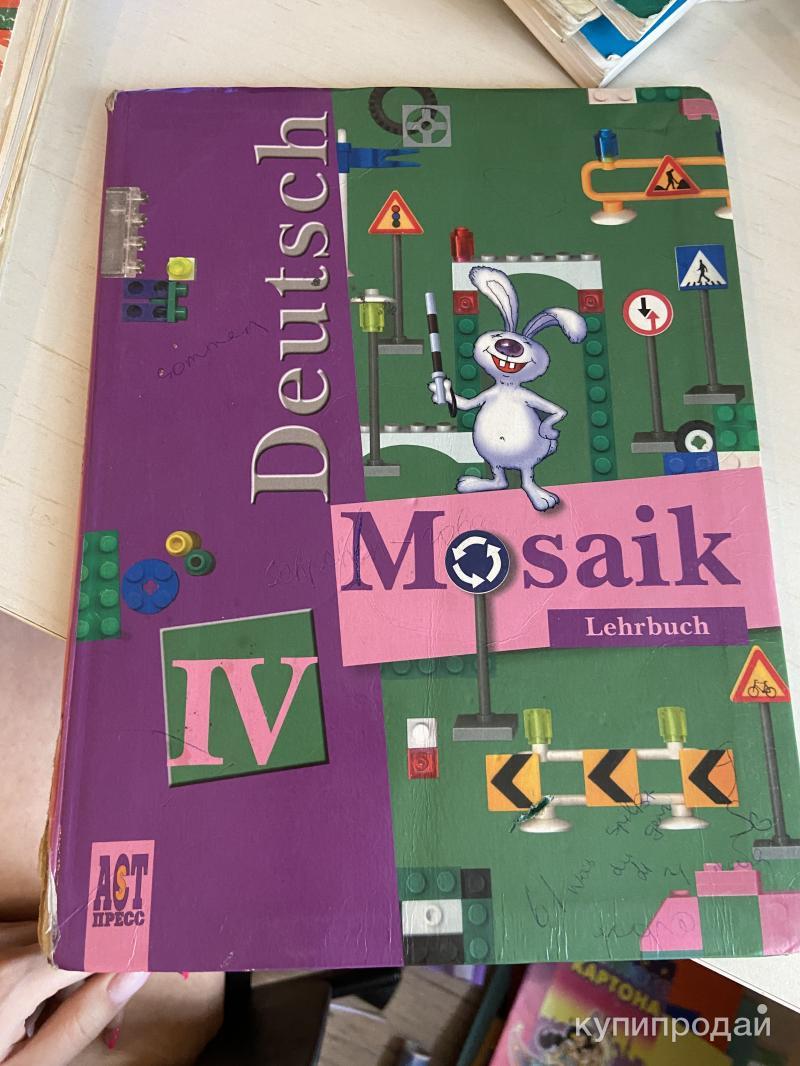 Deutsch
Mosaik
Lehrbuch
IV
АСТ
ПРЕСС
КАРТОНА
купипродай